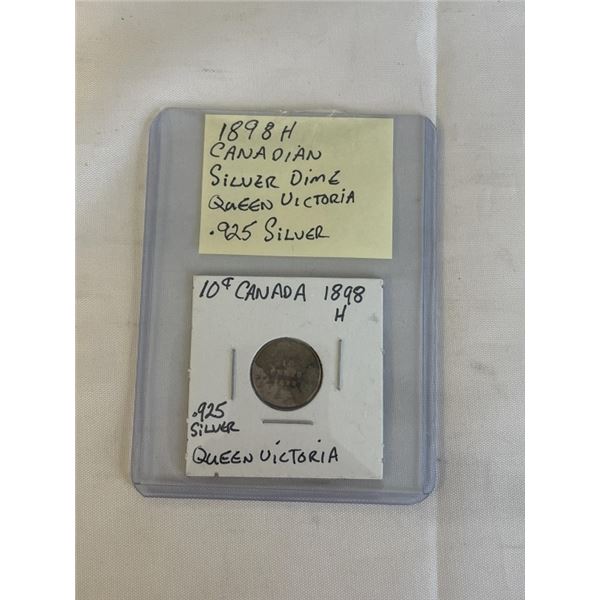 1898 H
CANADIAN
SILVER DIME
QUEEN VICTORIA
.925 SILVER
10¢ CANADA 1898
H
.925
SILVER
QUEEN VICTORIA